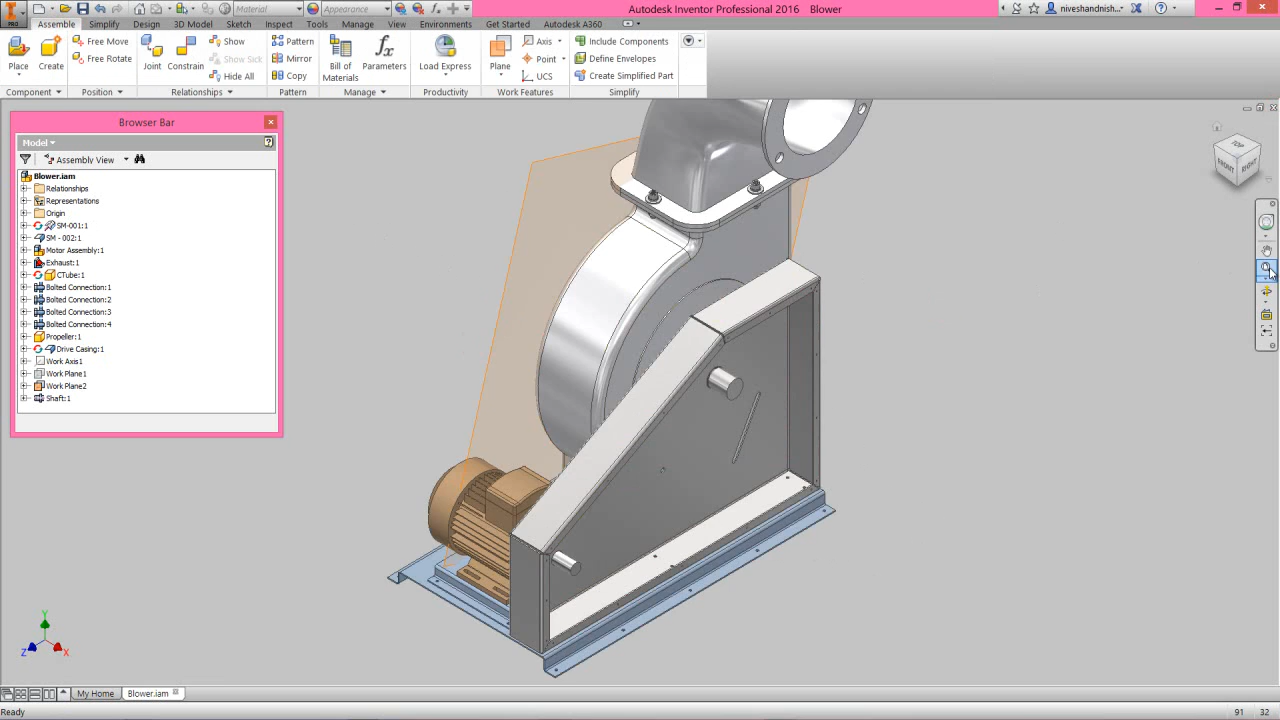 PRO
Material
Appearance
Autodesk Inventor Professional 2016 Blower
niveshandnish...
Assemble Simplify Design 3D Model Sketch Inspect Tools Manage View Environments Get Started Autodesk A360
Place
Create
Free Move
Free Rotate
Joint
Constrain
Show
Show Sick
Hide All
Pattern
Mirror
Copy
Bill of
Materials
fx
Parameters
Load Express
Plane
Axis
Point
UCS
Include Components
Define Envelopes
Create Simplified Part
Component Position Relationships Pattern Manage Productivity Work Features Simplify
Browser Bar
Model
Assembly View
Blower.iam
Relationships
Representations
Origin
SM-001:1
SM - 002:1
Motor Assembly:1
Exhaust:1
CTube:1
Bolted Connection:1
Bolted Connection:2
Bolted Connection:3
Bolted Connection:4
Propeller:1
Drive Casing:1
Work Axis1
Work Plane1
Work Plane2
Shaft:1
TOP
FRONT
RIGHT
Y
Z
X
My Home Blower.iam
Ready
91 32